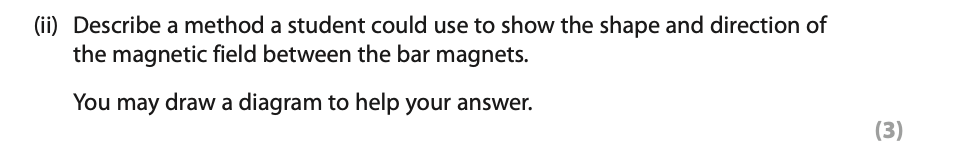 (ii) Describe a method a student could use to show the shape and direction of
the magnetic field between the bar magnets.
You may draw a diagram to help your answer.
(3)